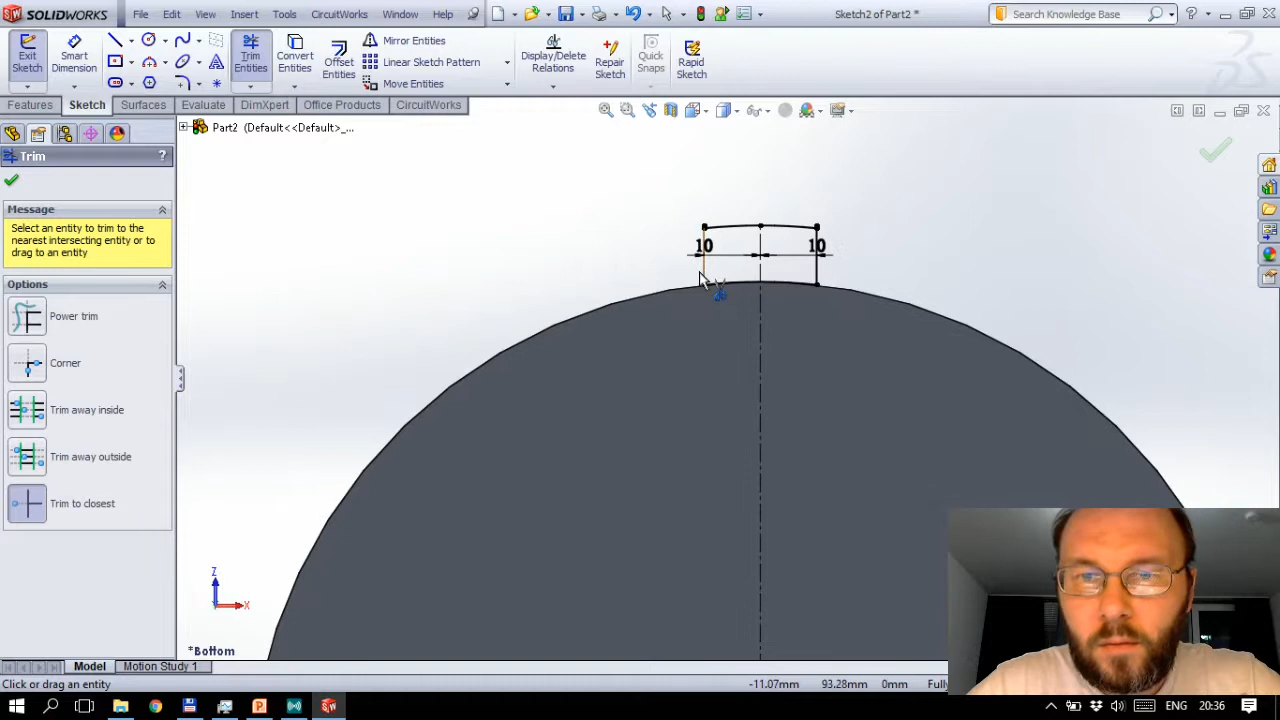 SOLIDWORKS File Edit View Insert Tools CircuitWorks Window Help Sketch2 of Part2 * Search Knowledge Base
Exit Sketch Smart Dimension Trim Entities Convert Entities Offset Entities Mirror Entities Linear Sketch Pattern Move Entities Display/Delete Relations Repair Sketch Quick Snaps Rapid Sketch
Features Sketch Surfaces Evaluate DimXpert Office Products CircuitWorks
Part2 (Default<<Default>_...
Trim ?
Message
Select an entity to trim to the
nearest intersecting entity or to
drag to an entity
Options
Power trim
Corner
Trim away inside
Trim away outside
Trim to closest
10 10
Z
X
*Bottom
Model Motion Study 1
Click or drag an entity -11.07mm 93.28mm 0mm Fully
ENG 20:36